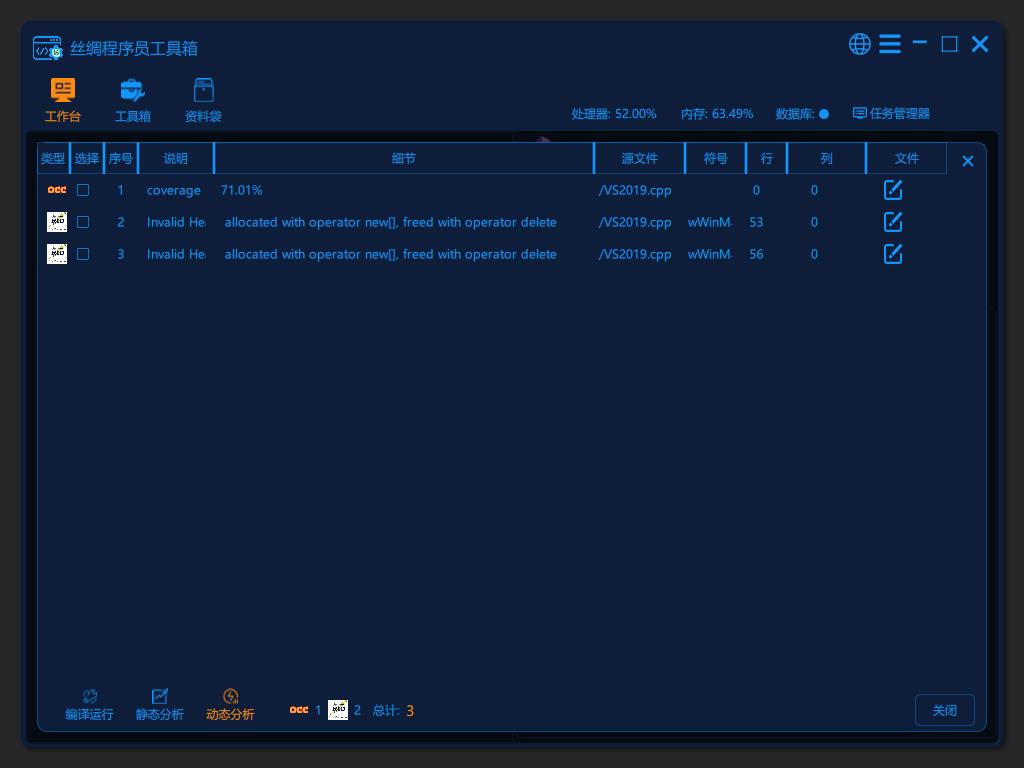 丝绸程序员工具箱
工作台 工具箱 资料袋
处理器: 52.00% 内存: 63.49% 数据库: 任务管理器
类型 选择 序号 说明 细节 源文件 符号 行 列 文件
occ 1 coverage 71.01% /VS2019.cpp 0 0
2 Invalid He allocated with operator new[], freed with operator delete /VS2019.cpp wWinM 53 0
3 Invalid He allocated with operator new[], freed with operator delete /VS2019.cpp wWinM 56 0
编译运行 静态分析 动态分析 occ 1 2 总计: 3 关闭